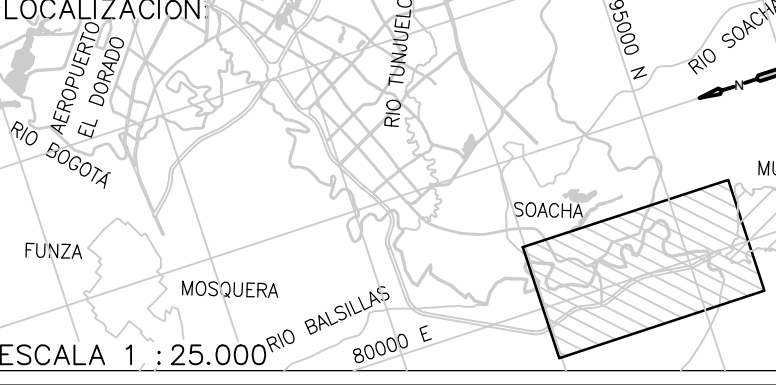 LOCALIZACION:
AEROPUERTO
EL DORADO
RIO TUNJUELO
95000 N
RIO SOACHA
N
RIO BOGOTÁ
SOACHA
FUNZA
MOSQUERA
RIO BALSILLAS
80000 E
ESCALA 1 :25.000